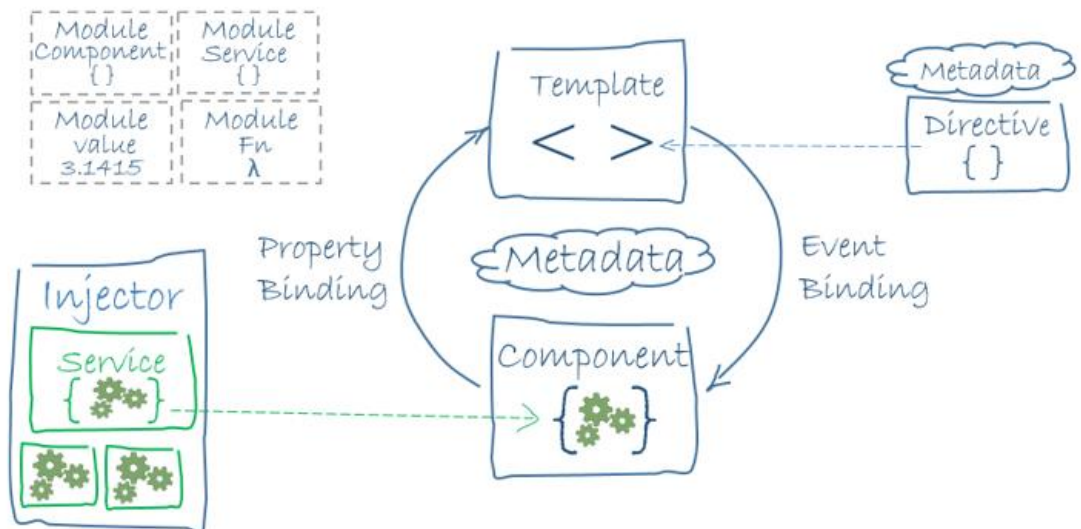 Module
Component
{ }
Module
Service
{ }
Module
value
3.1415
Module
Fn
λ
Template
< >
Metadata
Directive
{ }
Property
Binding
Metadata
Event
Binding
Injector
Service
{ }
Component
{ }